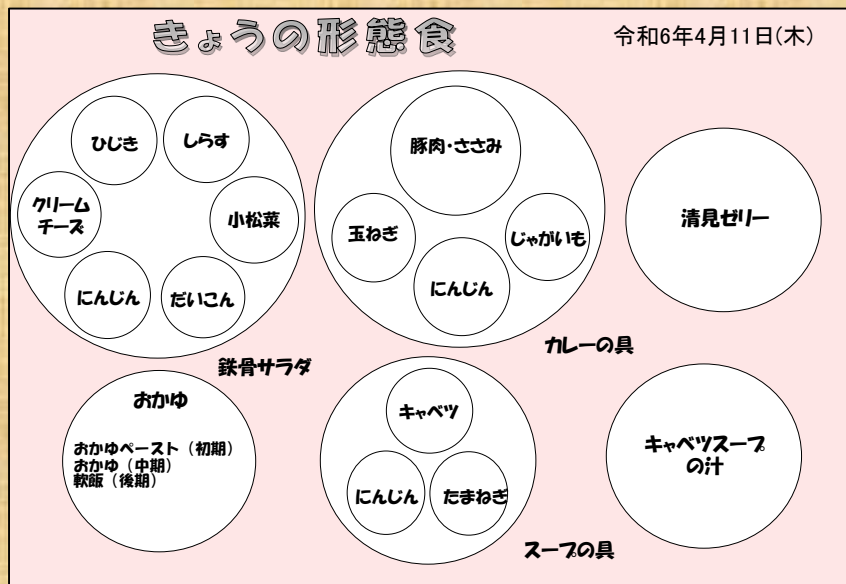 きょうの形態食
令和6年4月11日(木)
ひじき
しらす
クリーム
チーズ
小松菜
にんじん
だいこん
鉄骨サラダ
豚肉・ささみ
玉ねぎ
じゃがいも
にんじん
カレーの具
清見ゼリー
おかゆ
おかゆペースト（初期）
おかゆ（中期）
軟飯（後期）
キャベツ
にんじん
たまねぎ
スープの具
キャベツスープ
の汁